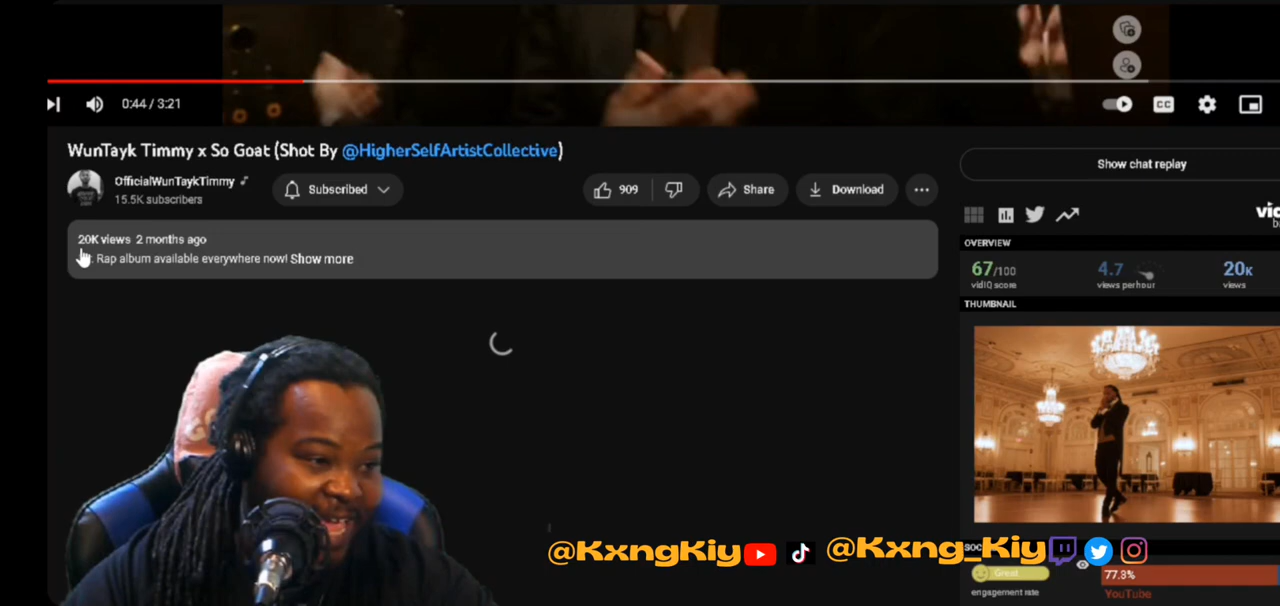 0:44 / 3:21
CC
WunTayk Timmy x So Goat (Shot By @HigherSelfArtistCollective)
OfficialWunTaykTimmy
15.5K subscribers
Subscribed
909
Share
Download
20K views 2 months ago
Rap album available everywhere now! Show more
Show chat replay
OVERVIEW
67/100 4.7 20K
vidIQ score views per hour views
THUMBNAIL
@KxngKiy @Kxng_Kiy
Great 77.3%
engagement rate YouTube